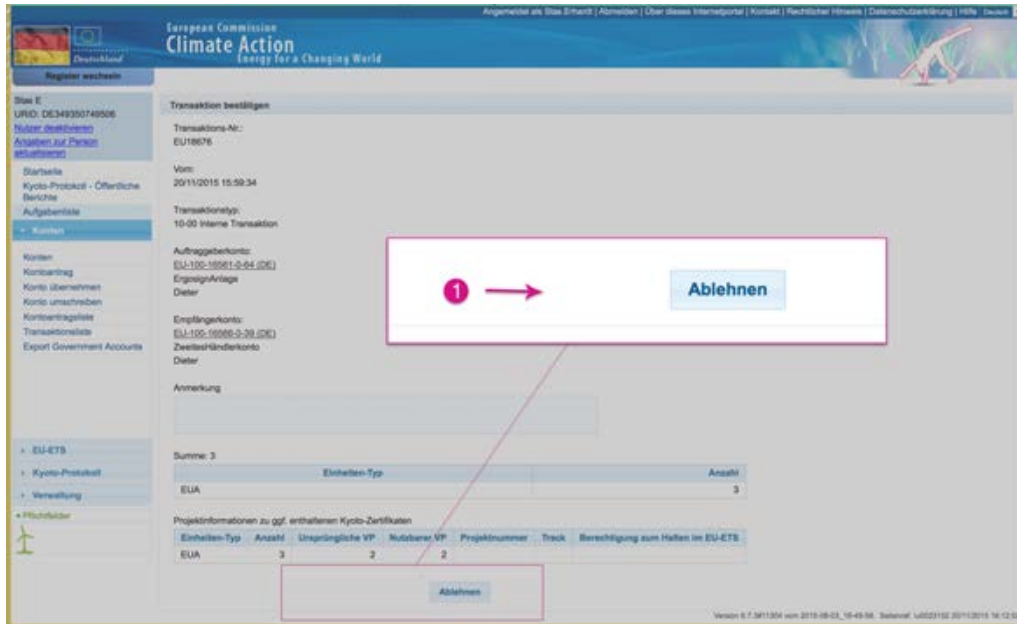 Angemeldet als Stas Erhardt | Abmelden | Über dieses Internetportal | Kontakt | Rechtlicher Hinweis | Datenschutzerklärung | Hilfe Deutsch
European Commission
Climate Action
Energy for a Changing World
Deutschland
Register wechseln
Stas E
URID: DE349350749506
Nutzer deaktivieren
Angaben zur Person
aktualisieren
Startseite
Kyoto-Protokoll - Öffentliche
Berichte
Aufgabenliste
Konten
Konten
Kontoantrag
Konto übernehmen
Konto umschreiben
Kontoantragsliste
Transaktionsliste
Export Government Accounts
EU-ETS
Kyoto-Protokoll
Verwaltung
Pflichtfelder
Transaktion bestätigen
Transaktions-Nr.:
EU18676
Vom:
20/11/2015 15:59:34
Transaktionstyp:
10-00 Interne Transaktion
Auftraggeberkonto:
EU-100-16561-0-64 (DE)
ErgosignAnlage
Dieter
Empfängerkonto:
EU-100-16566-0-39 (DE)
ZweitesHändlerkonto
Dieter
Anmerkung
1
Ablehnen
Summe: 3
Einheiten-Typ Anzahl
EUA 3
Projektinformationen zu ggf. enthaltenen Kyoto-Zertifikaten
Einheiten-Typ Anzahl Ursprüngliche VP Nutzbarer VP Projektnummer Track Berechtigung zum Halten im EU-ETS
EUA 3 2 2
Ablehnen